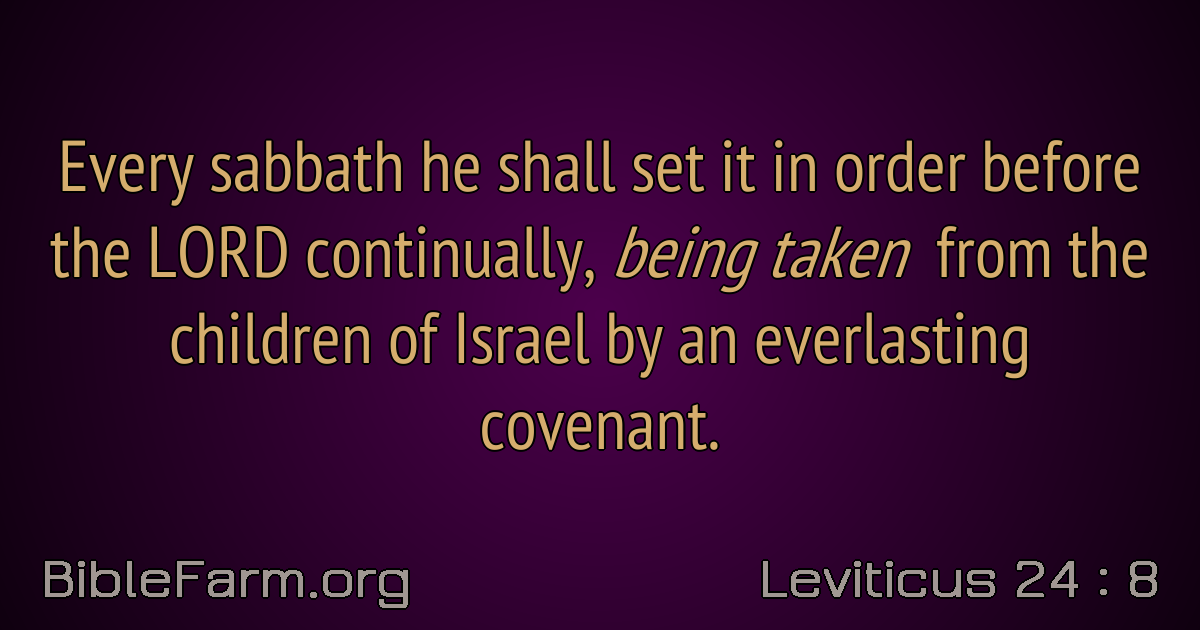 Every sabbath he shall set it in order before
the LORD continually, being taken from the
children of Israel by an everlasting
covenant.
BibleFarm.org
Leviticus 24 : 8